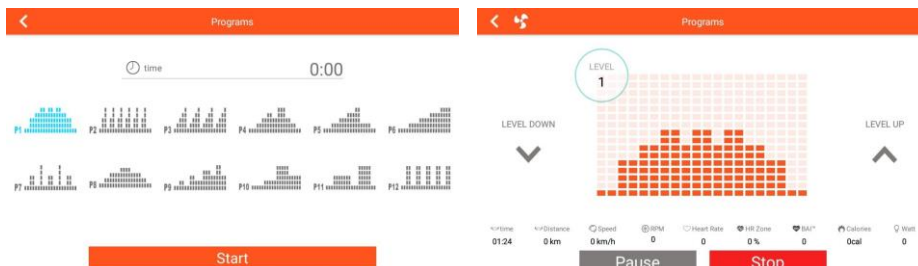 Programs
time 0:00
P1 P2 P3 P4 P5 P6
P7 P8 P9 P10 P11 P12
Start
Programs
LEVEL
1
LEVEL DOWN LEVEL UP
time Distance Speed RPM Heart Rate HR Zone BAI™ Calories Watt
01:24 0 km 0 km/h 0 0 0 % 0 0cal 0
Pause Stop